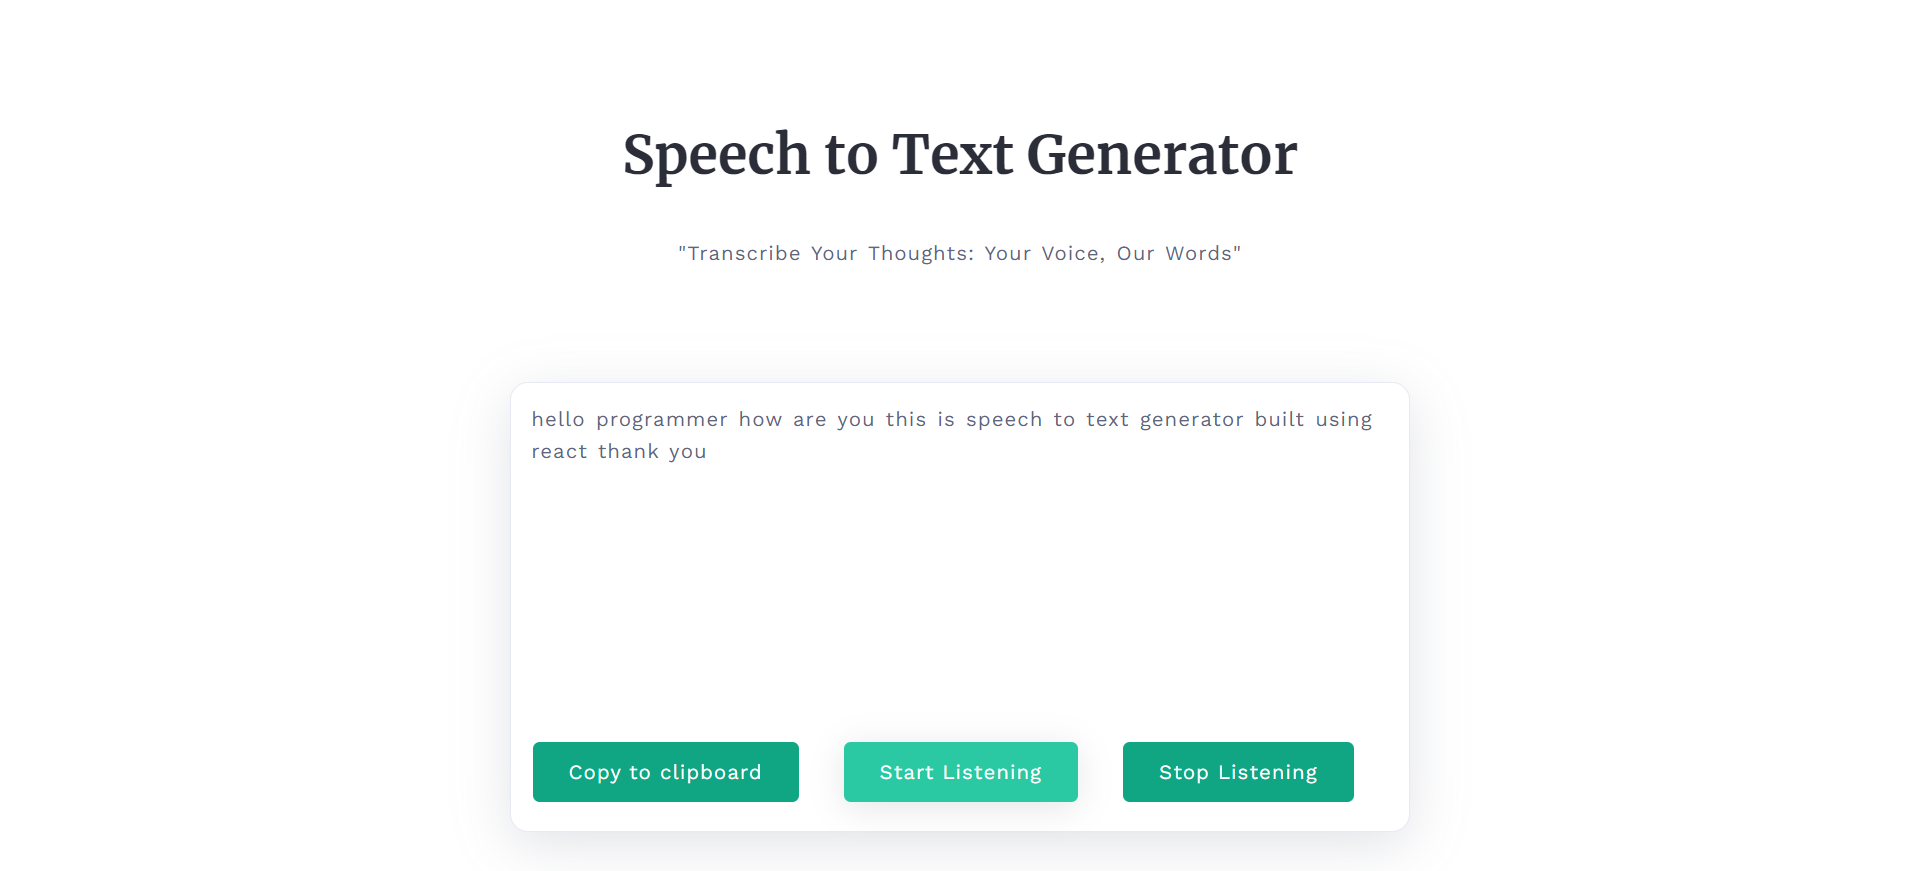 Speech to Text Generator
"Transcribe Your Thoughts: Your Voice, Our Words"
hello programmer how are you this is speech to text generator built using
react thank you
Copy to clipboard
Start Listening
Stop Listening